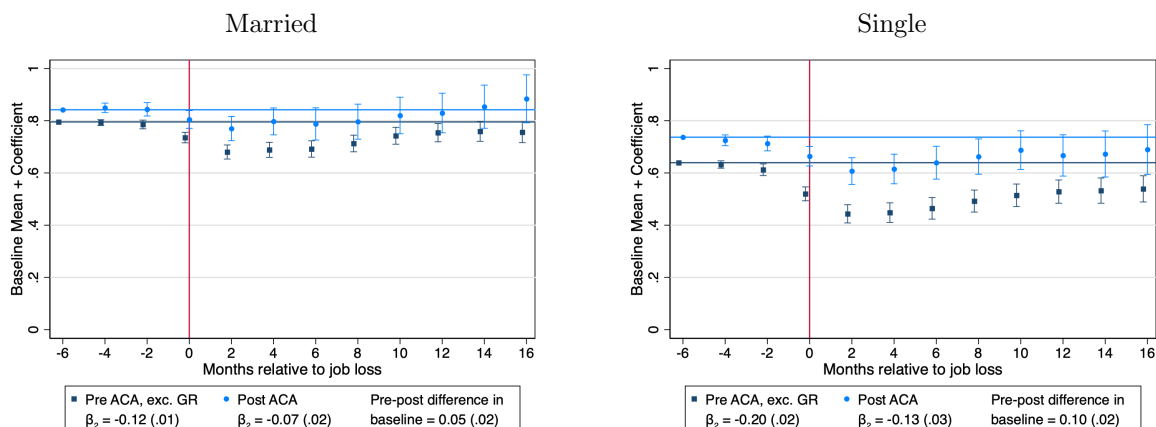 Married
Baseline Mean + Coefficient
1
.8
.6
.4
.2
0
-6 -4 -2 0 2 4 6 8 10 12 14 16
Months relative to job loss
Pre ACA, exc. GR Post ACA Pre-post difference in
β₂ = -0.12 (.01) β₂ = -0.07 (.02) baseline = 0.05 (.02)
Single
Baseline Mean + Coefficient
1
.8
.6
.4
.2
0
-6 -4 -2 0 2 4 6 8 10 12 14 16
Months relative to job loss
Pre ACA, exc. GR Post ACA Pre-post difference in
β₂ = -0.20 (.02) β₂ = -0.13 (.03) baseline = 0.10 (.02)